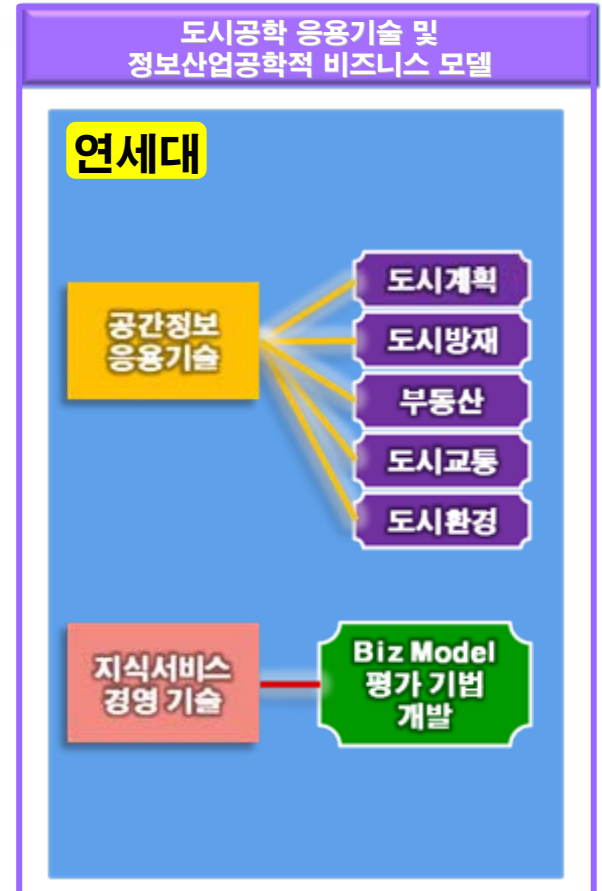 도시공학 응용기술 및
정보산업공학적 비즈니스 모델
연세대
공간정보
응용기술
도시계획
도시방재
부동산
도시교통
도시환경
지식서비스
경영 기술
Biz Model
평가 기법
개발